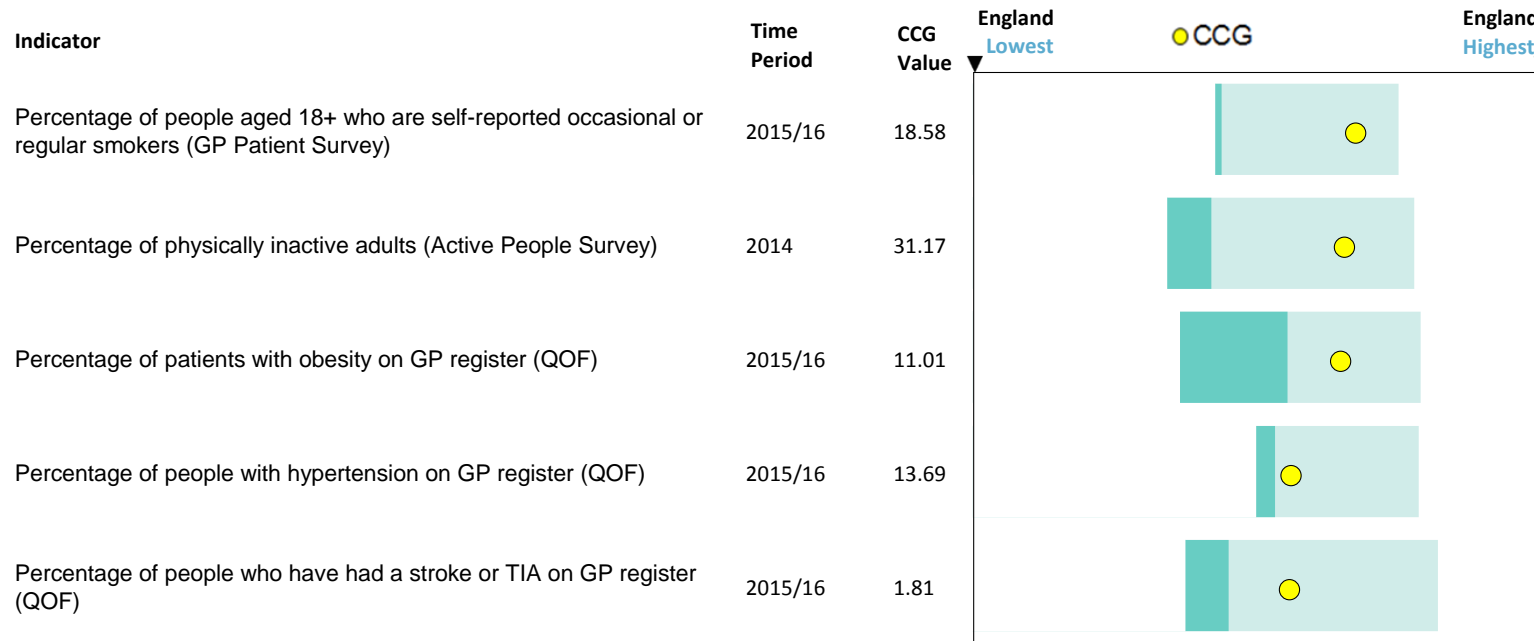 Indicator
Time
Period
CCG
Value
England
Lowest
CCG
England
Highest
Percentage of people aged 18+ who are self-reported occasional or
regular smokers (GP Patient Survey)
2015/16
18.58
Percentage of physically inactive adults (Active People Survey)
2014
31.17
Percentage of patients with obesity on GP register (QOF)
2015/16
11.01
Percentage of people with hypertension on GP register (QOF)
2015/16
13.69
Percentage of people who have had a stroke or TIA on GP register
(QOF)
2015/16
1.81